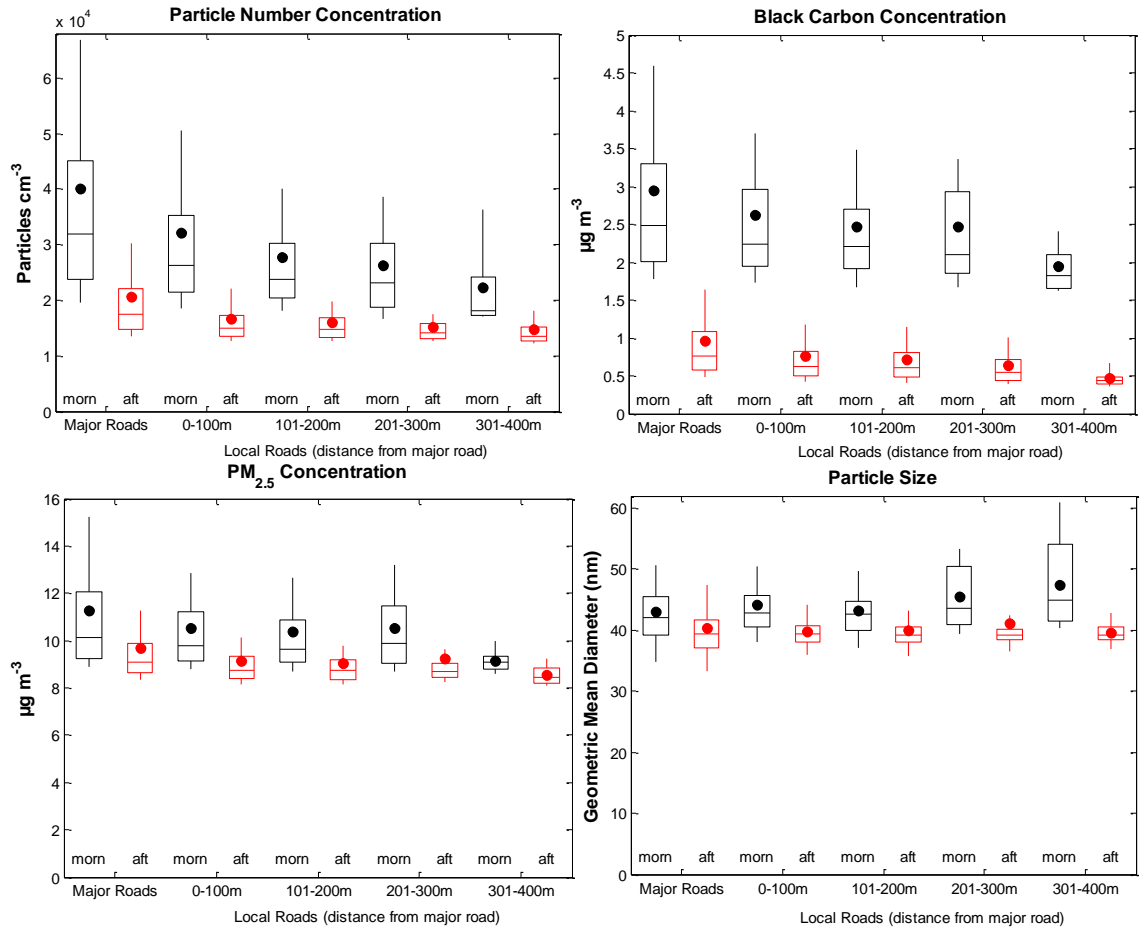 Particle Number Concentration
x 10^4
6
5
4
3
2
1
0
Particles cm^-3
morn aft morn aft morn aft morn aft morn aft
Major Roads 0-100m 101-200m 201-300m 301-400m
Local Roads (distance from major road)
Black Carbon Concentration
5
4.5
4
3.5
3
2.5
2
1.5
1
0.5
0
µg m^-3
morn aft morn aft morn aft morn aft morn aft
Major Roads 0-100m 101-200m 201-300m 301-400m
Local Roads (distance from major road)
PM_2.5 Concentration
16
14
12
10
8
6
4
2
0
µg m^-3
morn aft morn aft morn aft morn aft morn aft
Major Roads 0-100m 101-200m 201-300m 301-400m
Local Roads (distance from major road)
Particle Size
60
50
40
30
20
10
0
Geometric Mean Diameter (nm)
morn aft morn aft morn aft morn aft morn aft
Major Roads 0-100m 101-200m 201-300m 301-400m
Local Roads (distance from major road)